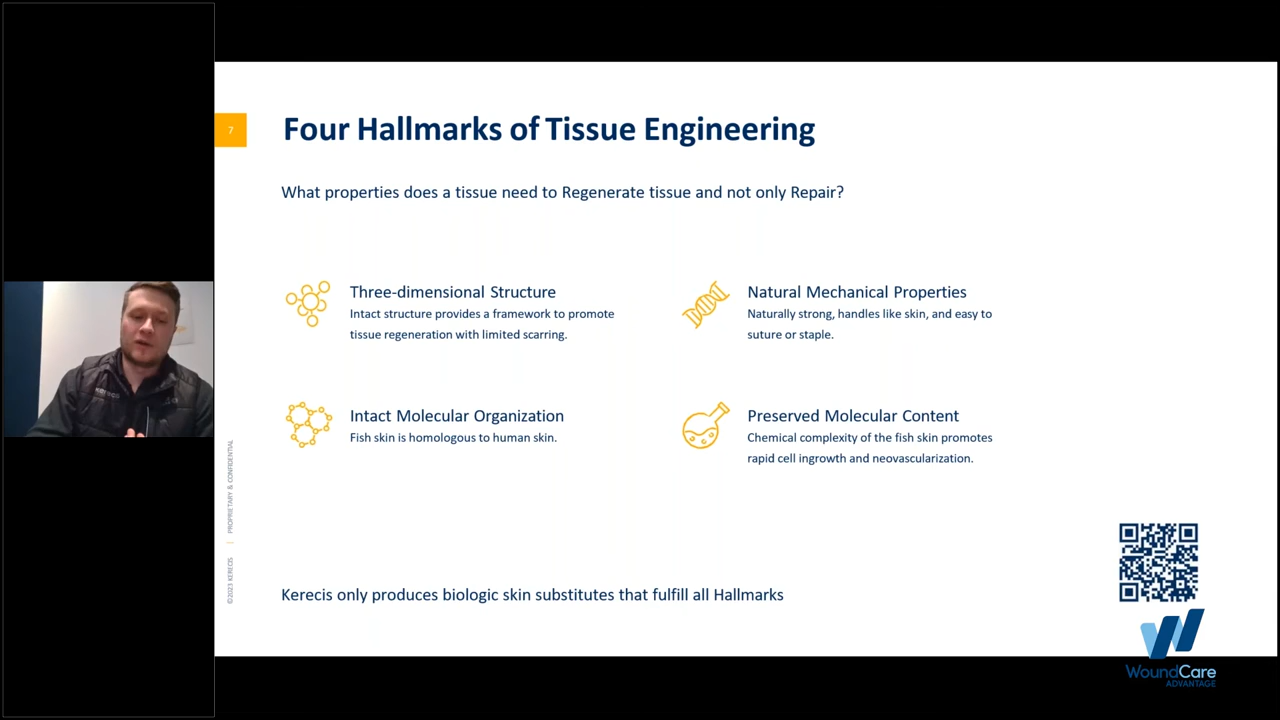 7
Four Hallmarks of Tissue Engineering
What properties does a tissue need to Regenerate tissue and not only Repair?
Three-dimensional Structure
Intact structure provides a framework to promote
tissue regeneration with limited scarring.
Natural Mechanical Properties
Naturally strong, handles like skin, and easy to
suture or staple.
Intact Molecular Organization
Fish skin is homologous to human skin.
Preserved Molecular Content
Chemical complexity of the fish skin promotes
rapid cell ingrowth and neovascularization.
Kerecis only produces biologic skin substitutes that fulfill all Hallmarks
©2023 KERECIS | PROPRIETARY & CONFIDENTIAL
WoundCare
ADVANTAGE